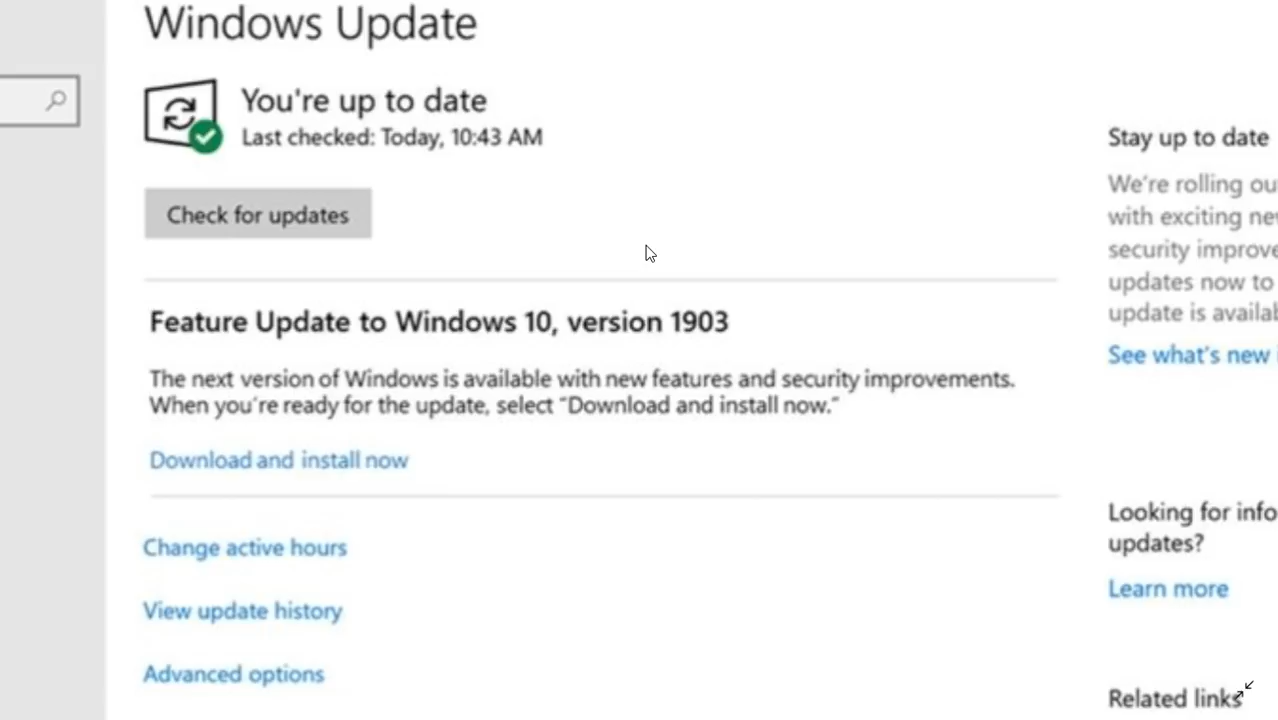 Windows Update
You're up to date
Last checked: Today, 10:43 AM
Check for updates
Feature Update to Windows 10, version 1903
The next version of Windows is available with new features and security improvements.
When you're ready for the update, select "Download and install now."
Download and install now
Change active hours
View update history
Advanced options
Stay up to date
We're rolling ou
with exciting ne
security improve
updates now to
update is availab
See what's new i
Looking for info
updates?
Learn more
Related links